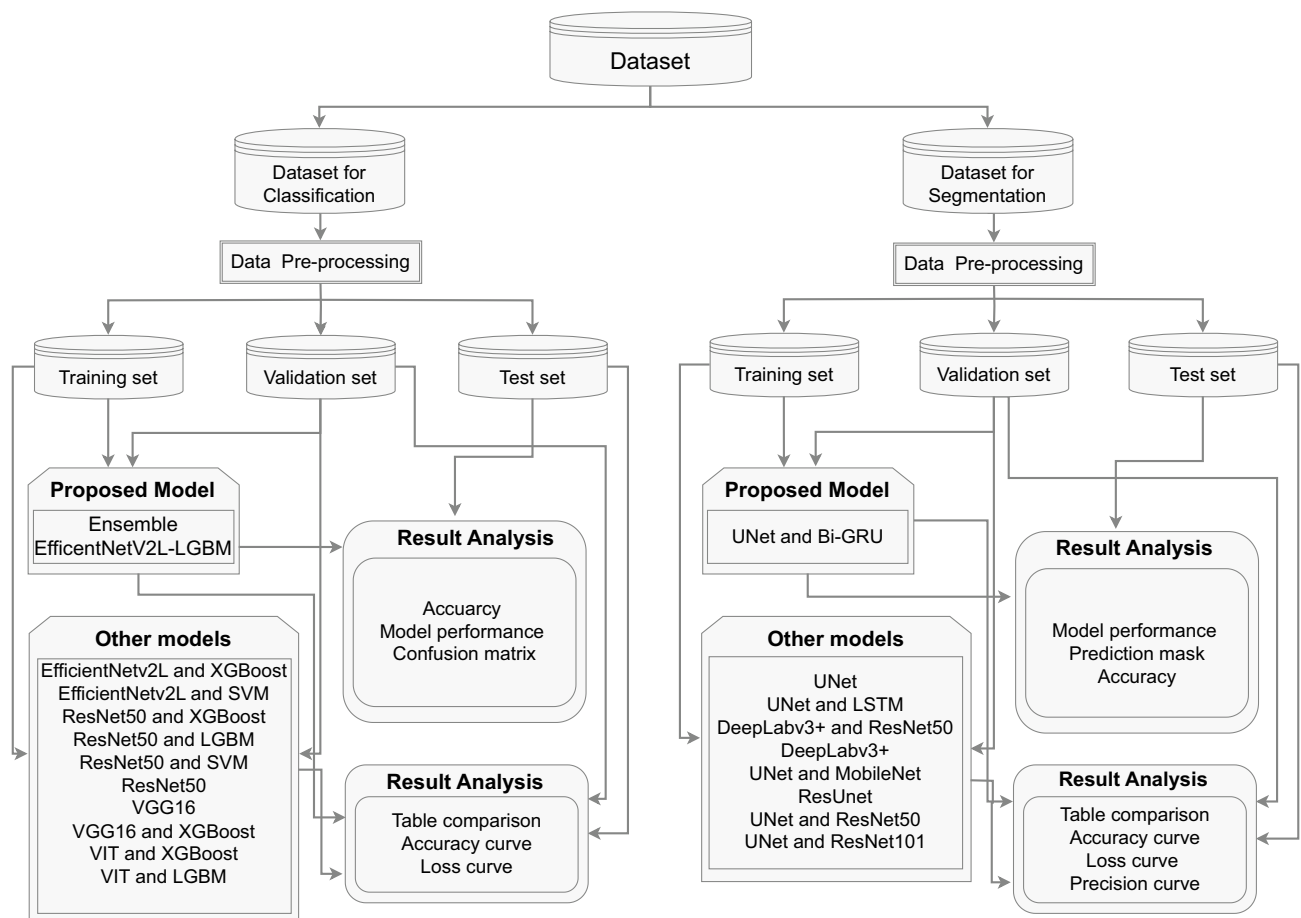 Dataset
Dataset for
Classification
Data Pre-processing
Training set
Validation set
Test set
Proposed Model
Ensemble
EfficentNetV2L-LGBM
Result Analysis
Accuarcy
Model performance
Confusion matrix
Other models
EfficientNetv2L and XGBoost
EfficientNetv2L and SVM
ResNet50 and XGBoost
ResNet50 and LGBM
ResNet50 and SVM
ResNet50
VGG16
VGG16 and XGBoost
VIT and XGBoost
VIT and LGBM
Result Analysis
Table comparison
Accuracy curve
Loss curve
Dataset for
Segmentation
Data Pre-processing
Training set
Validation set
Test set
Proposed Model
UNet and Bi-GRU
Result Analysis
Model performance
Prediction mask
Accuracy
Other models
UNet
UNet and LSTM
DeepLabv3+ and ResNet50
DeepLabv3+
UNet and MobileNet
ResUnet
UNet and ResNet50
UNet and ResNet101
Result Analysis
Table comparison
Accuracy curve
Loss curve
Precision curve